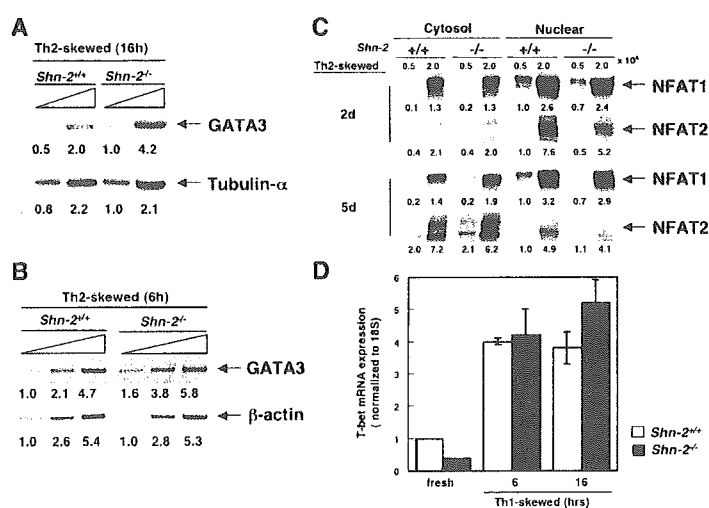 A
Th2-skewed (16h)
Shn-2+/+ Shn-2-/-
GATA3
0.5 2.0 1.0 4.2
Tubulin-α
0.8 2.2 1.0 2.1
B
Th2-skewed (6h)
Shn-2+/+ Shn-2-/-
GATA3
1.0 2.1 4.7 1.6 3.8 5.8
β-actin
1.0 2.6 5.4 1.0 2.8 5.3
C
Cytosol Nuclear
Shn-2 +/+ -/- +/+ -/-
Th2-skewed 0.5 2.0 0.5 2.0 0.5 2.0 0.5 2.0
NFAT1
0.1 1.3 0.2 1.3 1.0 2.6 0.7 2.4
2d
NFAT2
0.4 2.1 0.4 2.0 1.0 7.6 0.5 5.2
NFAT1
0.2 1.4 0.2 1.9 1.0 3.2 0.7 2.9
5d
NFAT2
2.0 7.2 2.1 6.2 1.0 4.9 1.1 4.1
D
T-bet mRNA expression
(normalized to 18S)
6
5
4
3
2
1
0
fresh 6 16
Th1-skewed (hrs)
Shn-2+/+
Shn-2-/-